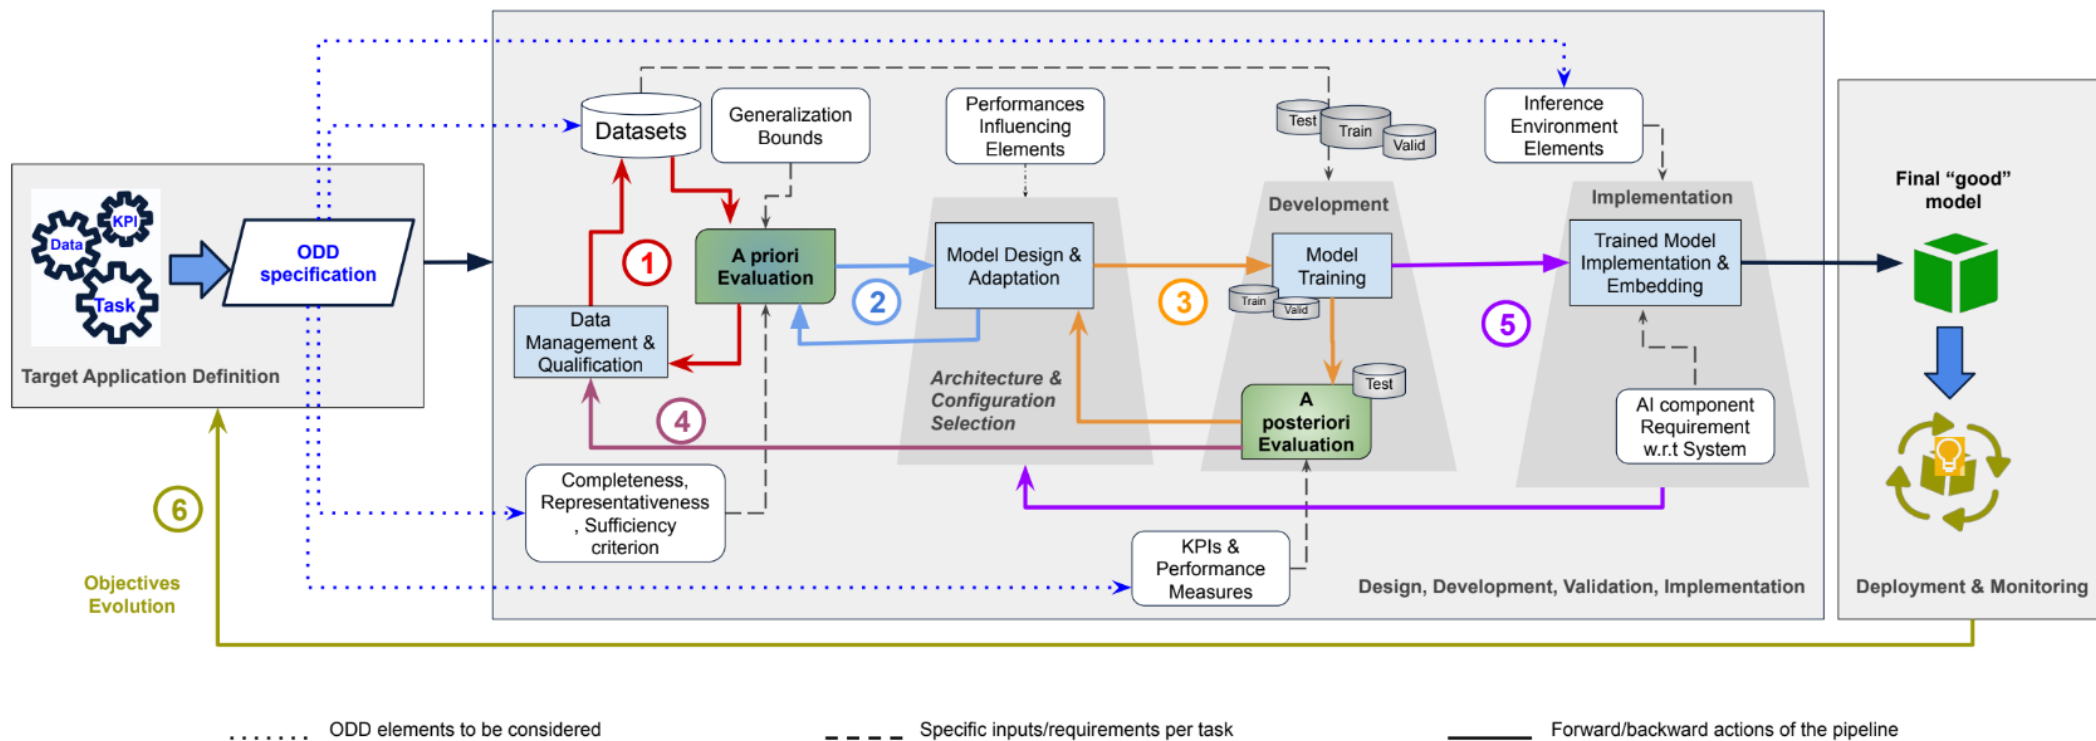 KPI
Data
Task
ODD
specification
Target Application Definition
Datasets
Generalization
Bounds
Performances
Influencing
Elements
Test
Train
Valid
Inference
Environment
Elements
1
A priori
Evaluation
2
Model Design &
Adaptation
3
Development
Model
Training
Train
Valid
5
Implementation
Trained Model
Implementation &
Embedding
Data
Management &
Qualification
4
Architecture &
Configuration
Selection
Test
A
posteriori
Evaluation
AI component
Requirement
w.r.t System
Completeness,
Representativeness
, Sufficiency
criterion
KPIs &
Performance
Measures
Design, Development, Validation, Implementation
Final “good”
model
Deployment & Monitoring
6
Objectives
Evolution
ODD elements to be considered
Specific inputs/requirements per task
Forward/backward actions of the pipeline